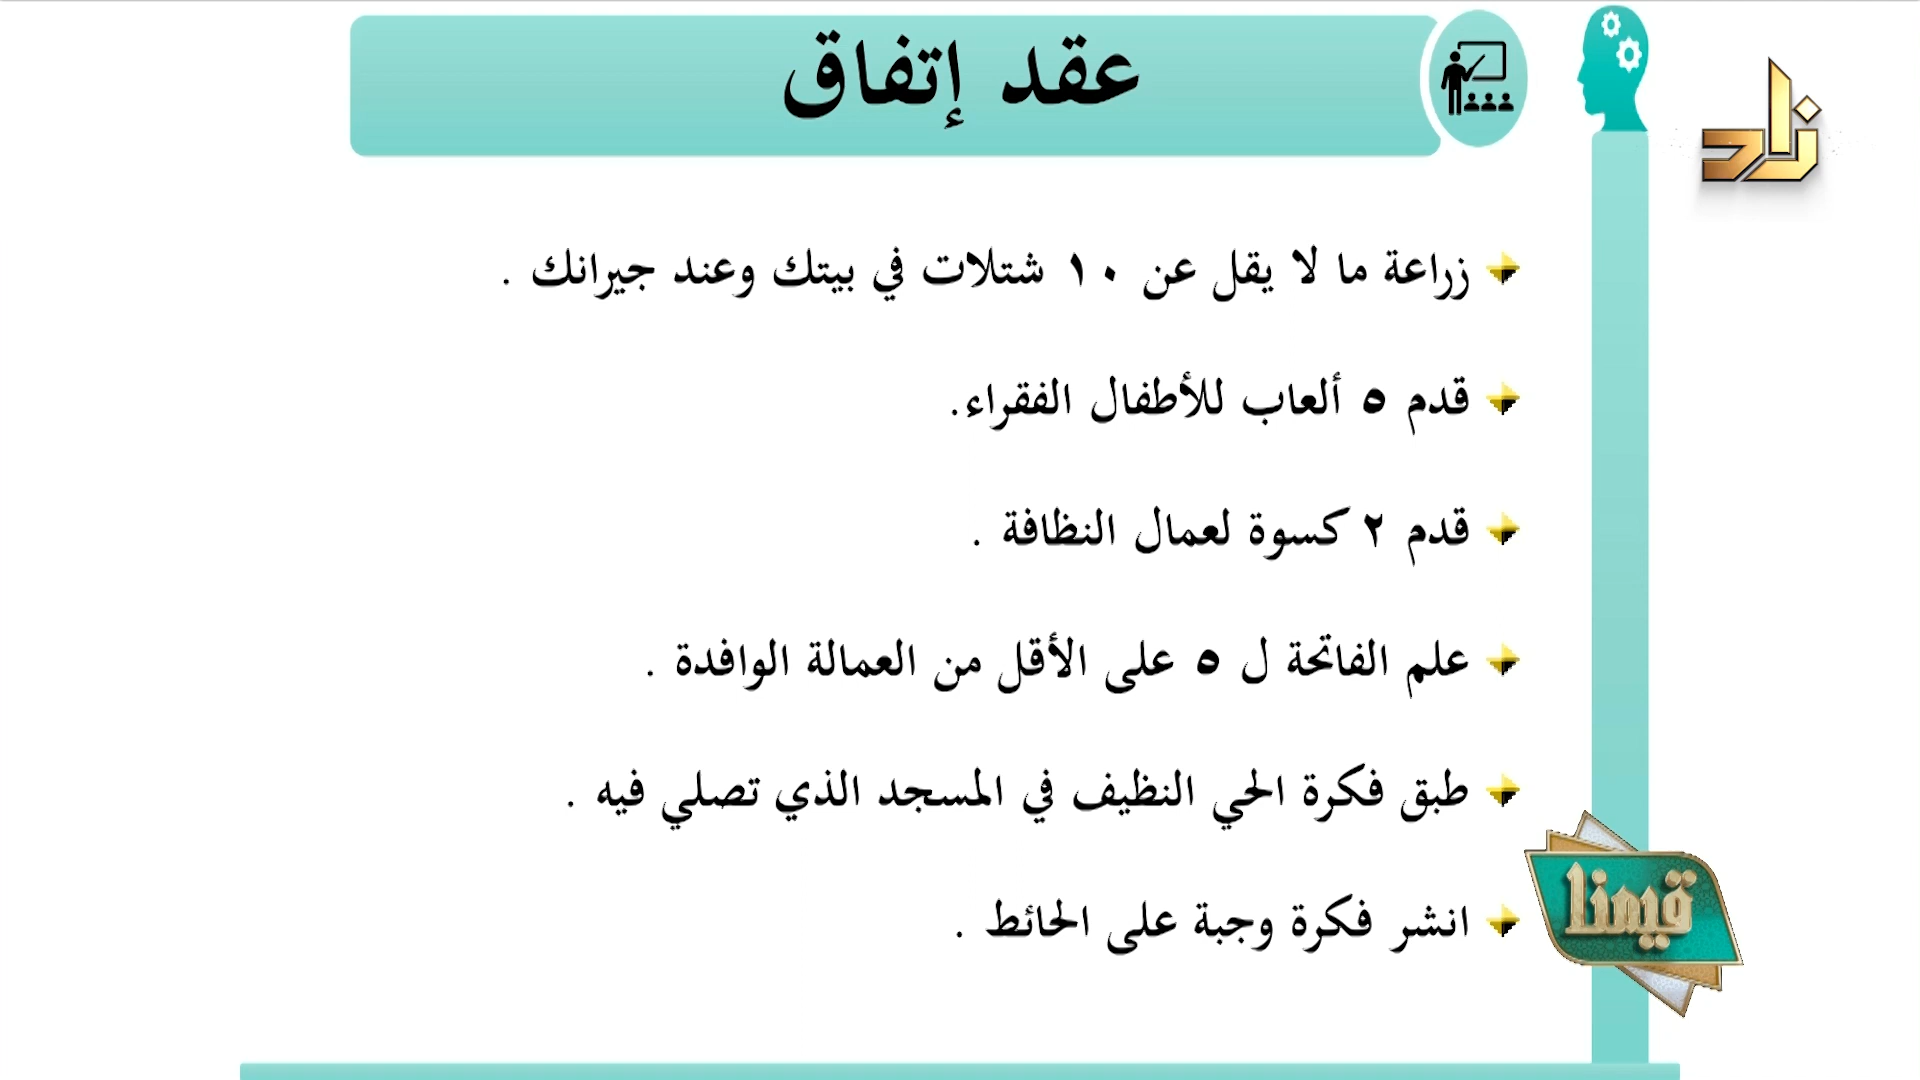 عقد إتفاق
زاد
زراعة ما لا يقل عن ١٠ شتلات في بيتك وعند جيرانك .
قدم ٥ ألعاب للأطفال الفقراء.
قدم ٢ كسوة لعمال النظافة .
علم الفاتحة ل ٥ على الأقل من العمالة الوافدة .
طبق فكرة الحي النظيف في المسجد الذي تصلي فيه .
انشر فكرة وجبة على الحائط .
قيمنا